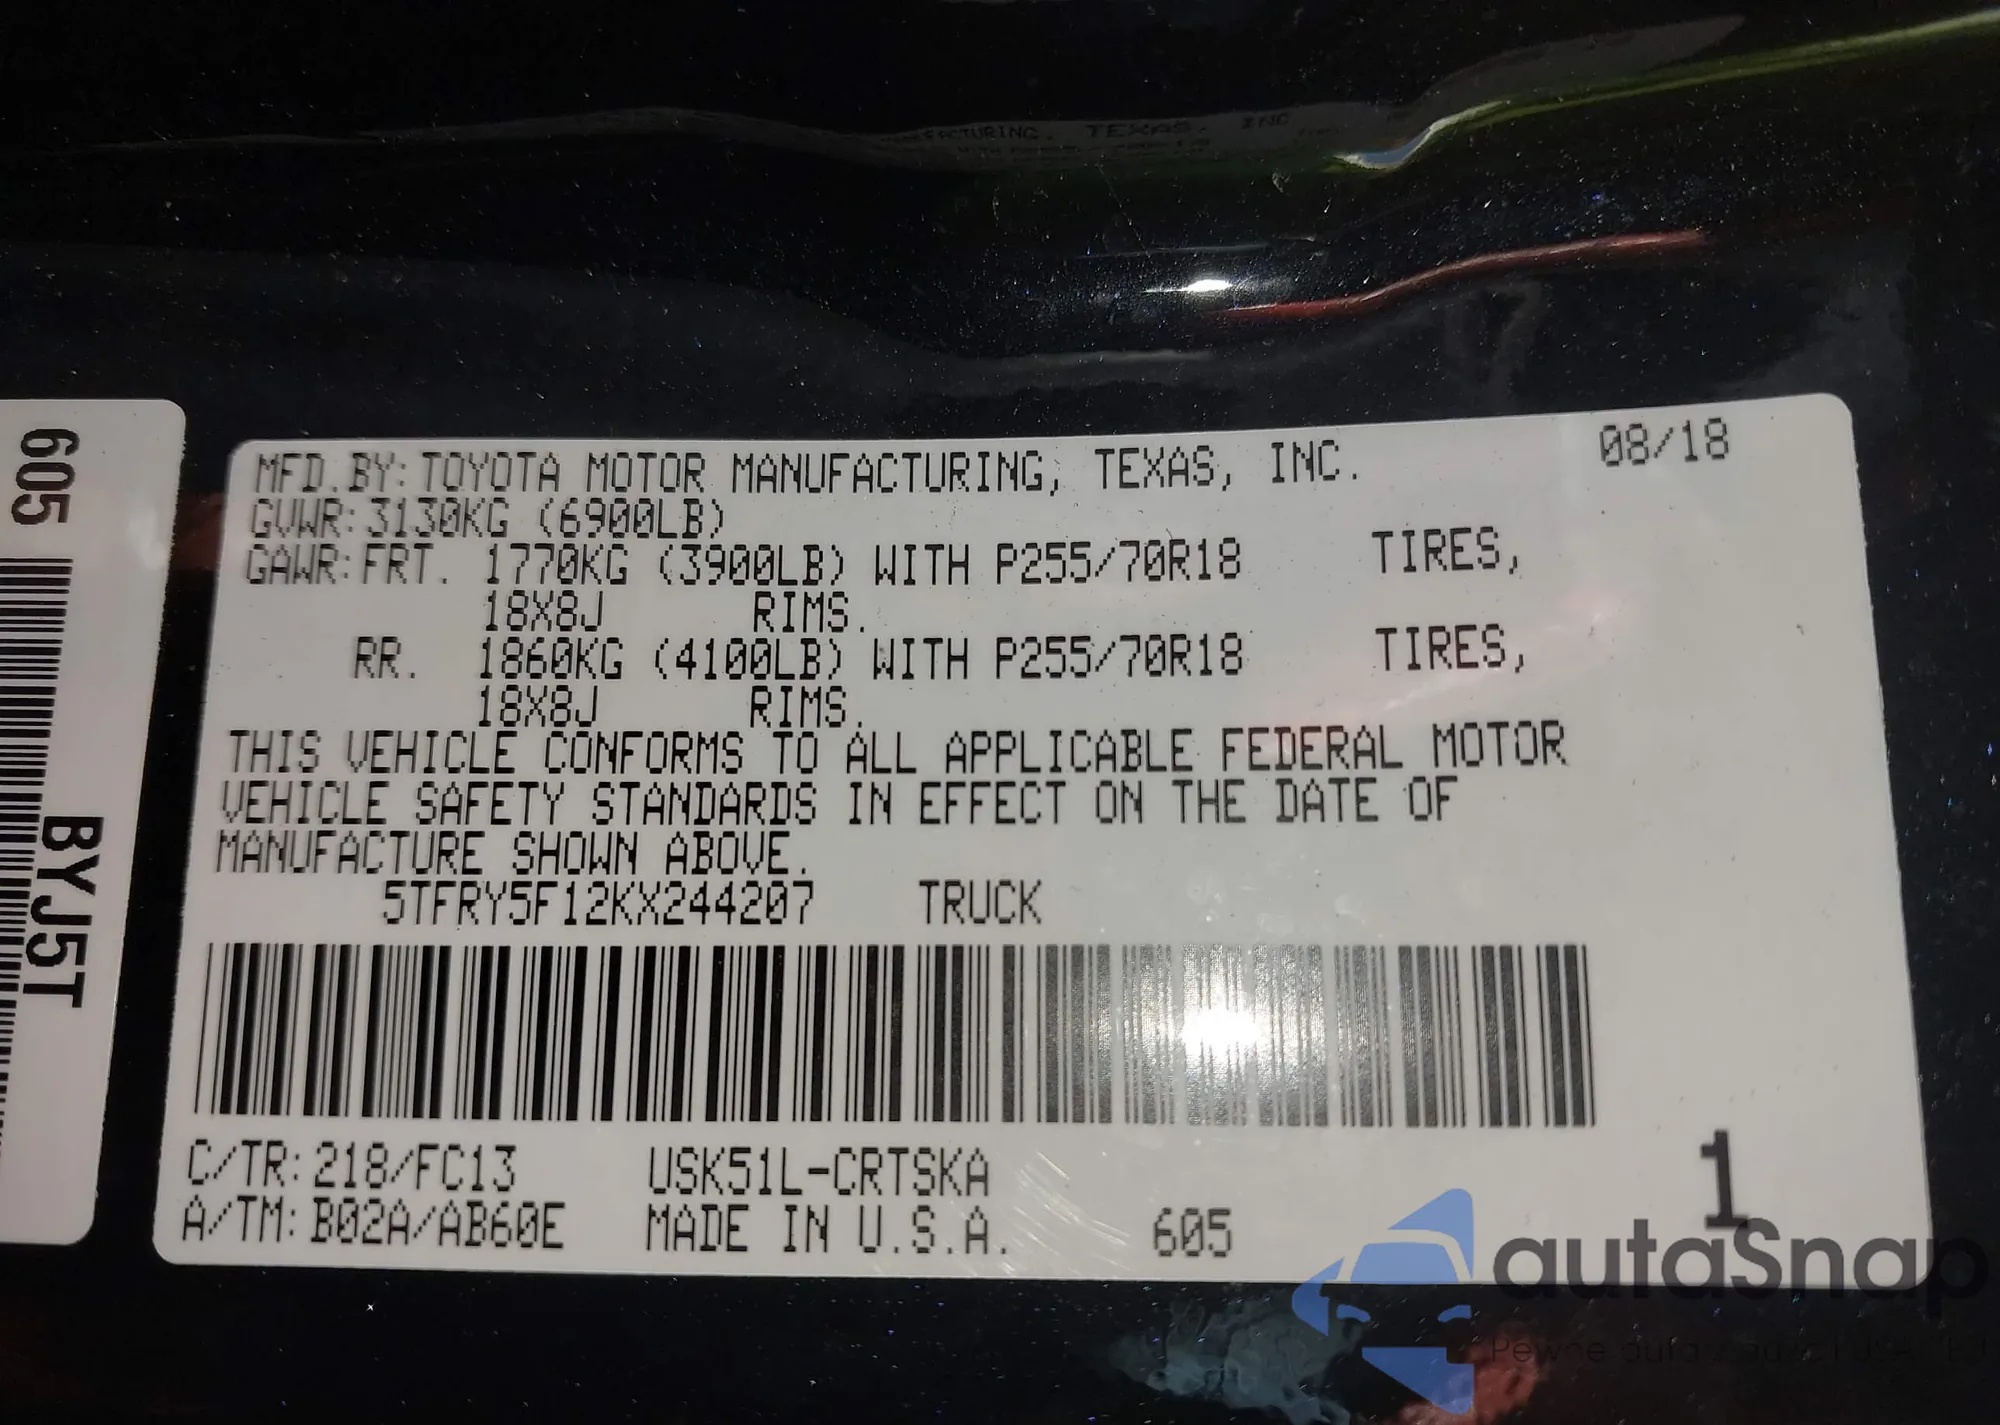 MFD.BY: TOYOTA MOTOR MANUFACTURING, TEXAS, INC. 08/18
GVWR: 3130KG (6900LB)
GAWR: FRT. 1770KG (3900LB) WITH P255/70R18 TIRES,
18X8J RIMS.
RR. 1860KG (4100LB) WITH P255/70R18 TIRES,
18X8J RIMS.
THIS VEHICLE CONFORMS TO ALL APPLICABLE FEDERAL MOTOR
VEHICLE SAFETY STANDARDS IN EFFECT ON THE DATE OF
MANUFACTURE SHOWN ABOVE.
5TFRY5F12KX244207 TRUCK
C/TR: 218/FC13 USK51L-CRTSKA
A/TM: B02A/AB60E MADE IN U.S.A. 605
1
605
BYJ5T
autaSnap